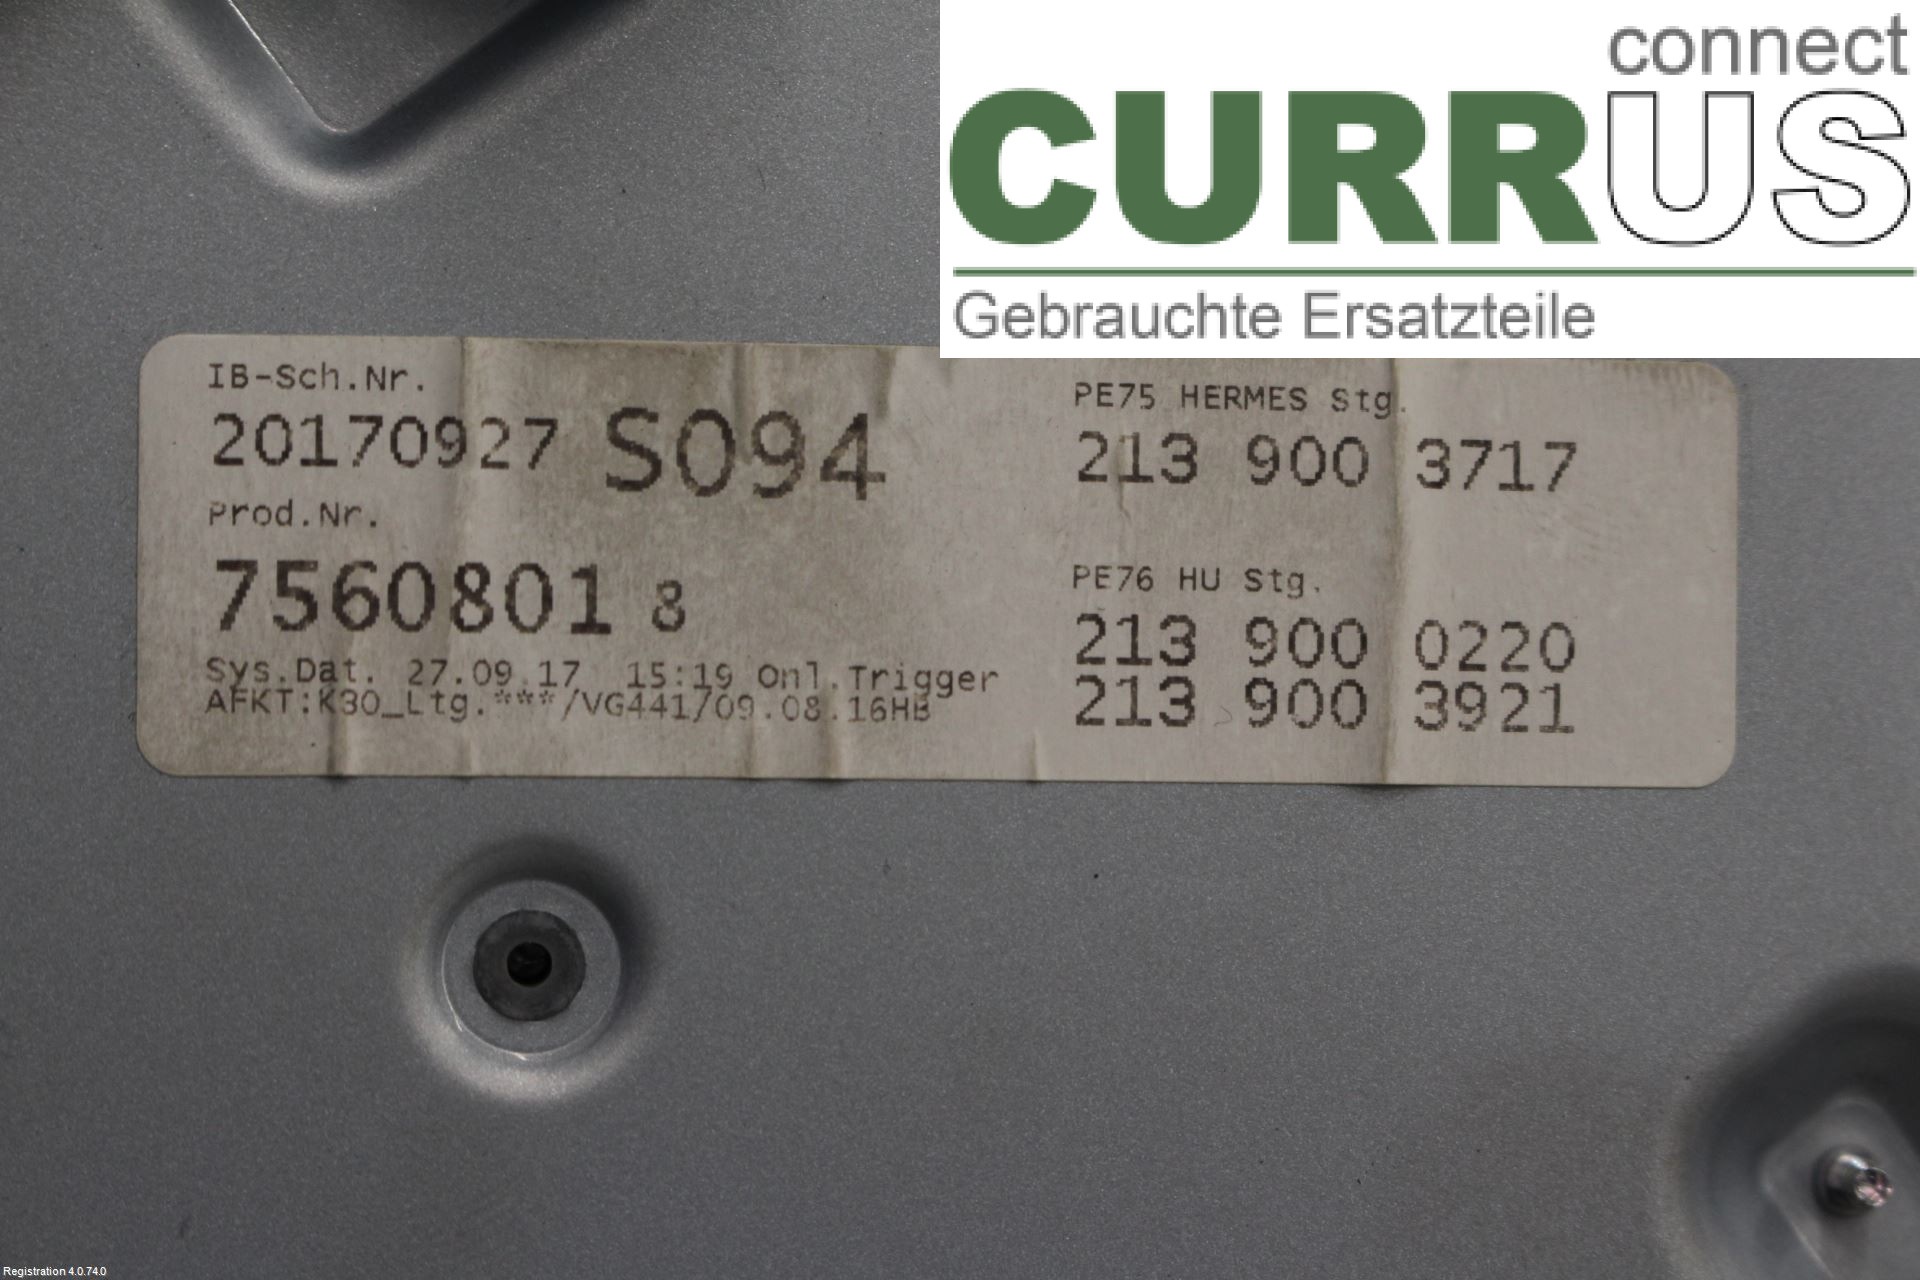 connect
CURRUS
Gebrauchte Ersatzteile
IB-Sch.Nr.
20170927 S094
Prod.Nr.
7560801 8
Sys.Dat. 27.09.17 15:19 Onl.Trigger
AFKT:K30_Ltg.***/VG441/09.08.16HB
PE75 HERMES Stg.
213 900 3717
PE76 HU Stg.
213 900 0220
213 900 3921
Registration 4.0.74.0